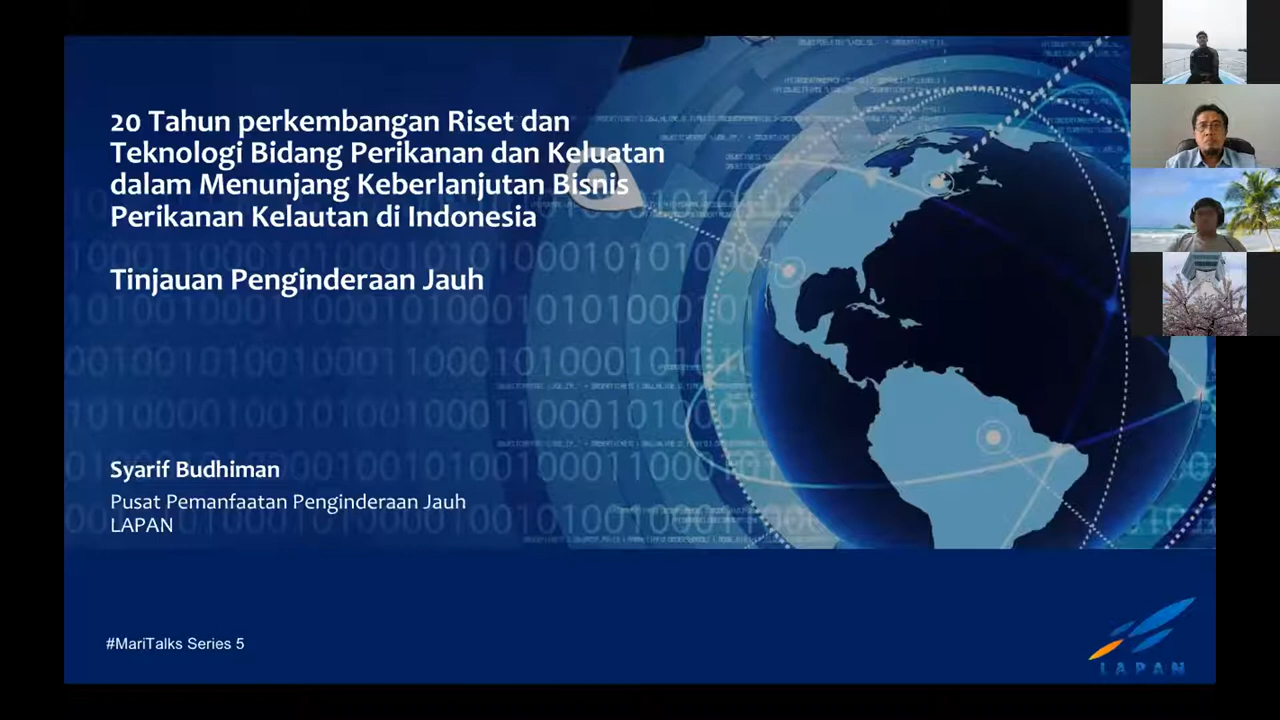 20 Tahun perkembangan Riset dan
Teknologi Bidang Perikanan dan Keluatan
dalam Menunjang Keberlanjutan Bisnis
Perikanan Kelautan di Indonesia
Tinjauan Penginderaan Jauh
Syarif Budhiman
Pusat Pemanfaatan Penginderaan Jauh
LAPAN
#MariTalks Series 5
LAPAN